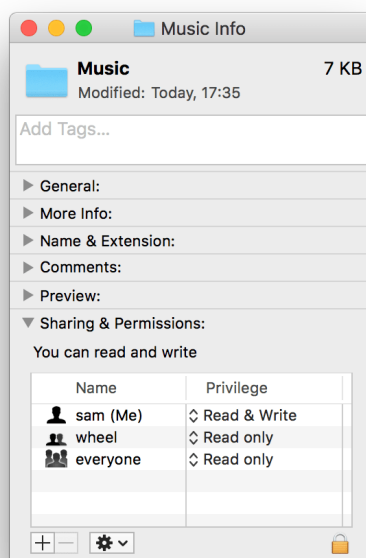 Music Info
Music 7 KB
Modified: Today, 17:35
Add Tags...
General:
More Info:
Name & Extension:
Comments:
Preview:
Sharing & Permissions:
You can read and write
Name Privilege
sam (Me) Read & Write
wheel Read only
everyone Read only